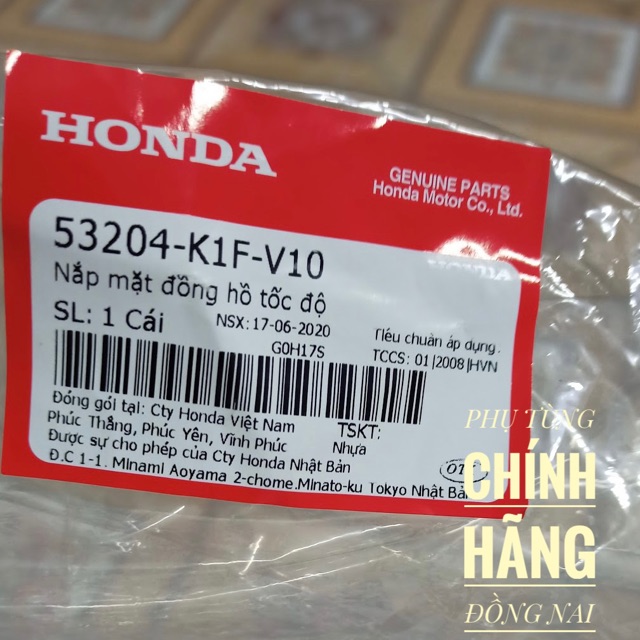 HONDA
GENUINE PARTS
Honda Motor Co., Ltd.
53204-K1F-V10
HONDA
Nắp mặt đồng hồ tốc độ
SL: 1 Cái
NSX: 17-06-2020
Tiêu chuẩn áp dụng.
G0H17S
TCCS: 01|2008|HVN
Đóng gói tại: Cty Honda Việt Nam
TSKT:
Phúc Thắng, Phúc Yên, Vĩnh Phúc
Nhựa
Được sự cho phép của Cty Honda Nhật Bản
Đ.C 1-1. Minami Aoyama 2-chome.Minato-ku Tokyo Nhật Bản
PHỤ TÙNG
CHÍNH
HÃNG
ĐỒNG NAI